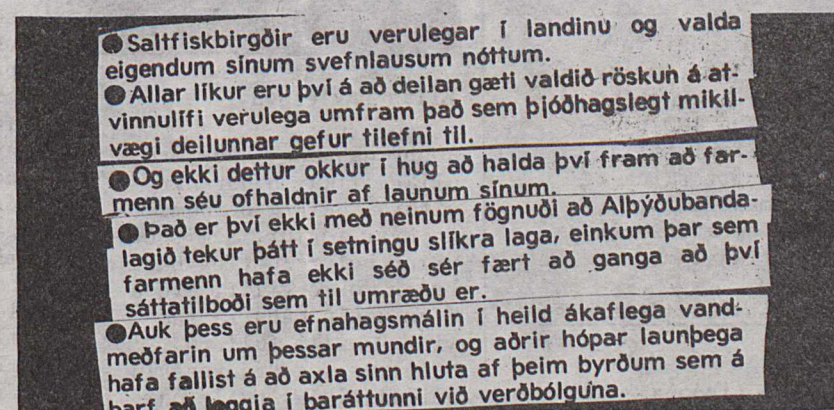 ●Saltfiskbirgðir eru verulegar í landinu og valda
eigendum sínum svefnlausum nóttum.
●Allar líkur eru því á að deilan gæti valdið röskun á at-
vinnulífi verulega umfram það sem þjóðhagslegt mikil-
vægi deilunnar gefur tilefni til.
●Og ekki dettur okkur í hug að halda því fram að far-
menn séu ofhaldnir af launum sínum.
●Það er því ekki með neinum fögnuði að Alþýðubanda-
lagið tekur þátt í setningu slíkra laga, einkum þar sem
farmenn hafa ekki séð sér fært að ganga að því
sáttatilboði sem til umræðu er.
●Auk þess eru efnahagsmálin í heild ákaflega vand-
meðfarin um þessar mundir, og aðrir hópar launþega
hafa fallist á að axla sinn hluta af þeim byrðum sem á
þarf að leggja í baráttunni við verðbólguna.